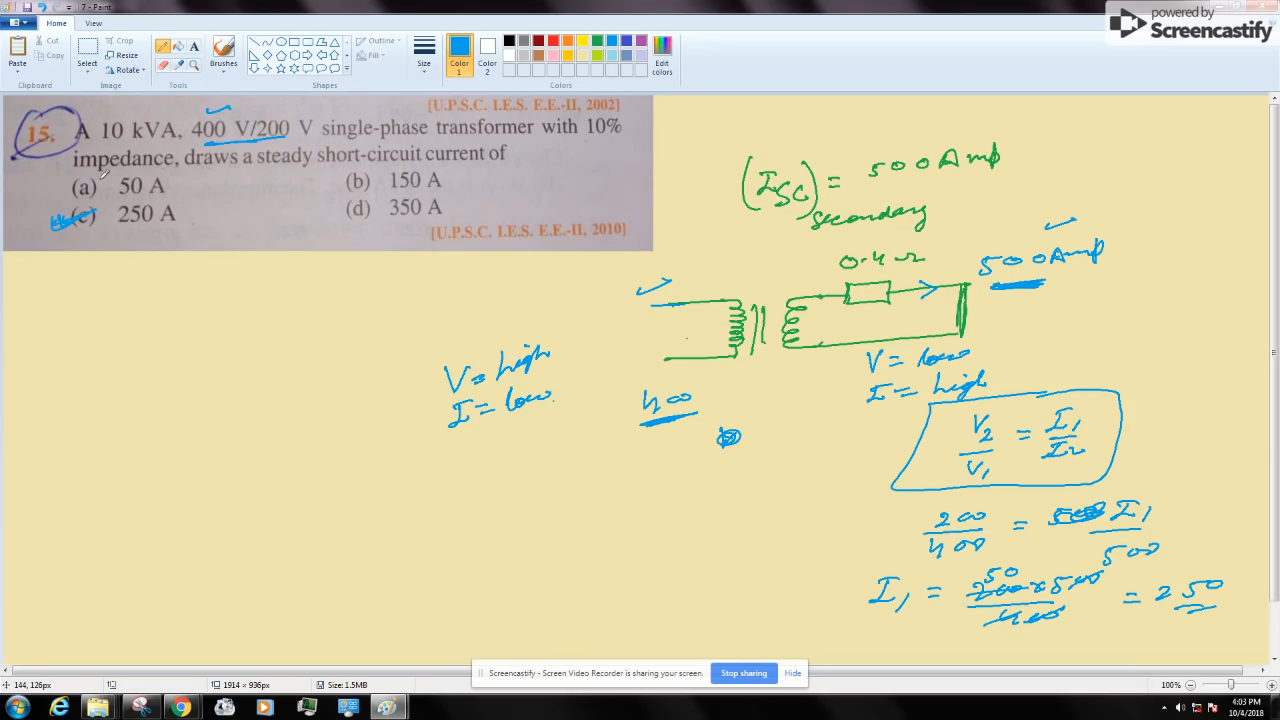 7 - Paint
powered by
Screencastify
Home View
Cut
Copy
Paste
Clipboard
Crop
Resize
Rotate
Select
Image
Tools
Brushes
Shapes
Outline
Fill
Size
Color 1
Color 2
Edit colors
Colors
[U.P.S.C. I.E.S. E.E.-II, 2002]
15. A 10 kVA, 400 V/200 V single-phase transformer with 10%
impedance, draws a steady short-circuit current of
(a) 50 A (b) 150 A
(c) 250 A (d) 350 A
[U.P.S.C. I.E.S. E.E.-II, 2010]
(ISC)secondary = 500 Amp
0.4 Ω
500 Amp
V = high
I = low
400
V = low
I = high
V2/V1 = I1/I2
200/400 = I1/500
I1 = 200 x 500/400 = 250
50
Screencastify - Screen Video Recorder is sharing your screen. Stop sharing Hide
144, 126px 1914 × 936px Size: 1.5MB 100%
4:03 PM
10/4/2018